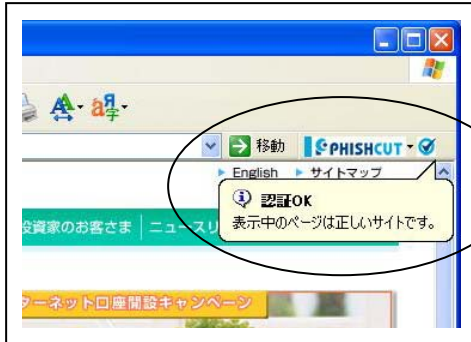 移動
PHISHCUT
English
サイトマップ
認証OK
表示中のページは正しいサイトです。
投資家のお客さま
ニュースリ
ターネット口座開設キャンペーン